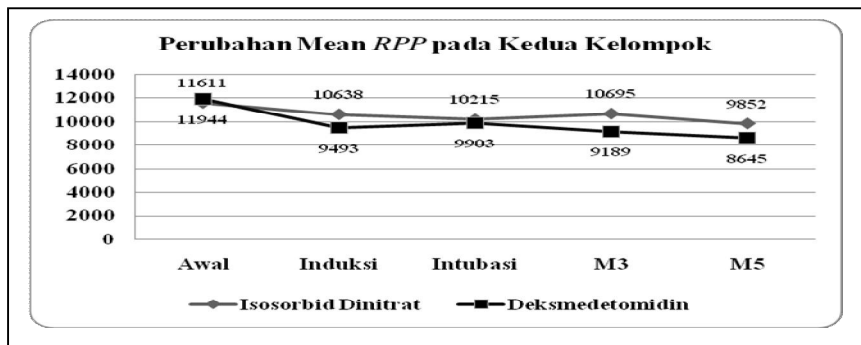 Perubahan Mean RPP pada Kedua Kelompok
14000
12000
10000
8000
6000
4000
2000
0
11611 10638 10215 10695 9852
11944 9493 9903 9189 8645
Awal Induksi Intubasi M3 M5
Isosorbid Dinitrat Deksmedetomidin